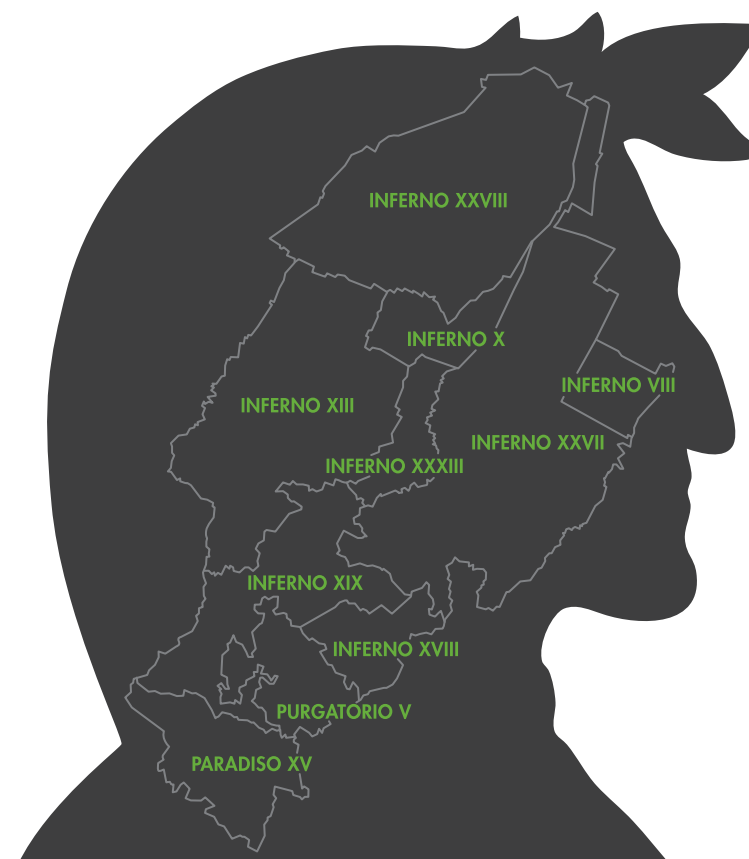 INFERNO XXVIII
INFERNO X
INFERNO VIII
INFERNO XIII
INFERNO XXVII
INFERNO XXXIII
INFERNO XIX
INFERNO XVIII
PURGATORIO V
PARADISO XV